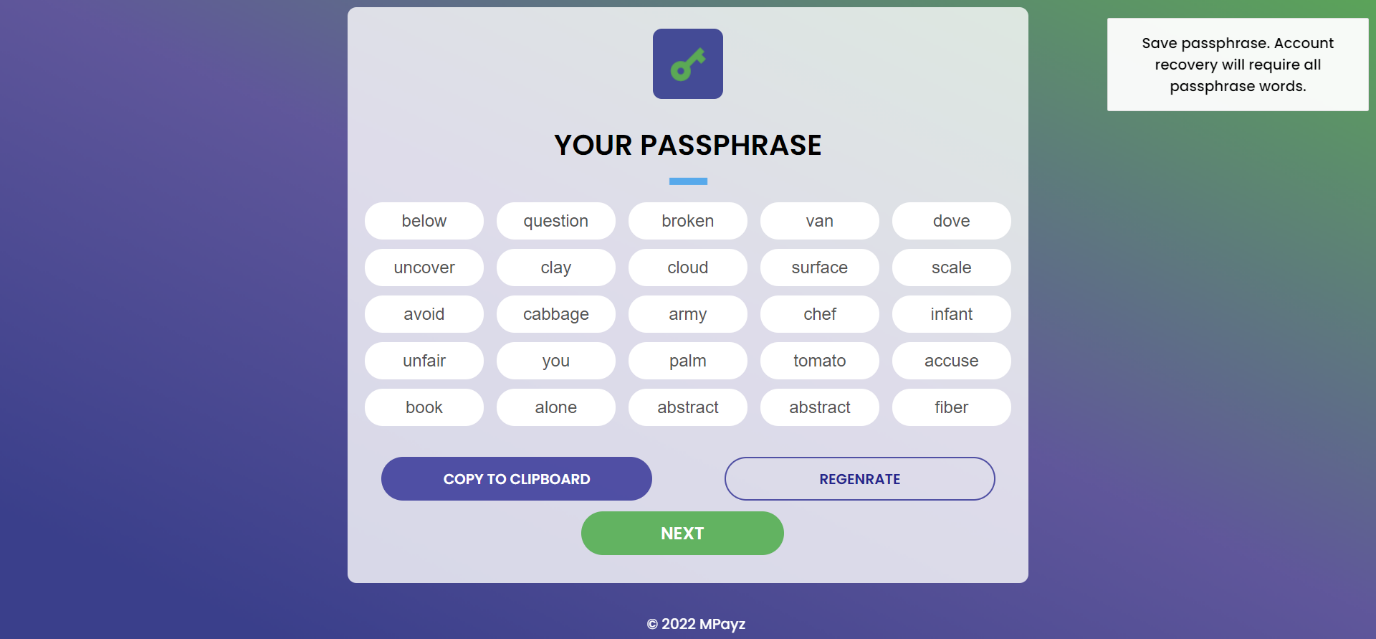 Save passphrase. Account
recovery will require all
passphrase words.
YOUR PASSPHRASE
below question broken van dove
uncover clay cloud surface scale
avoid cabbage army chef infant
unfair you palm tomato accuse
book alone abstract abstract fiber
COPY TO CLIPBOARD REGENRATE
NEXT
© 2022 MPayz